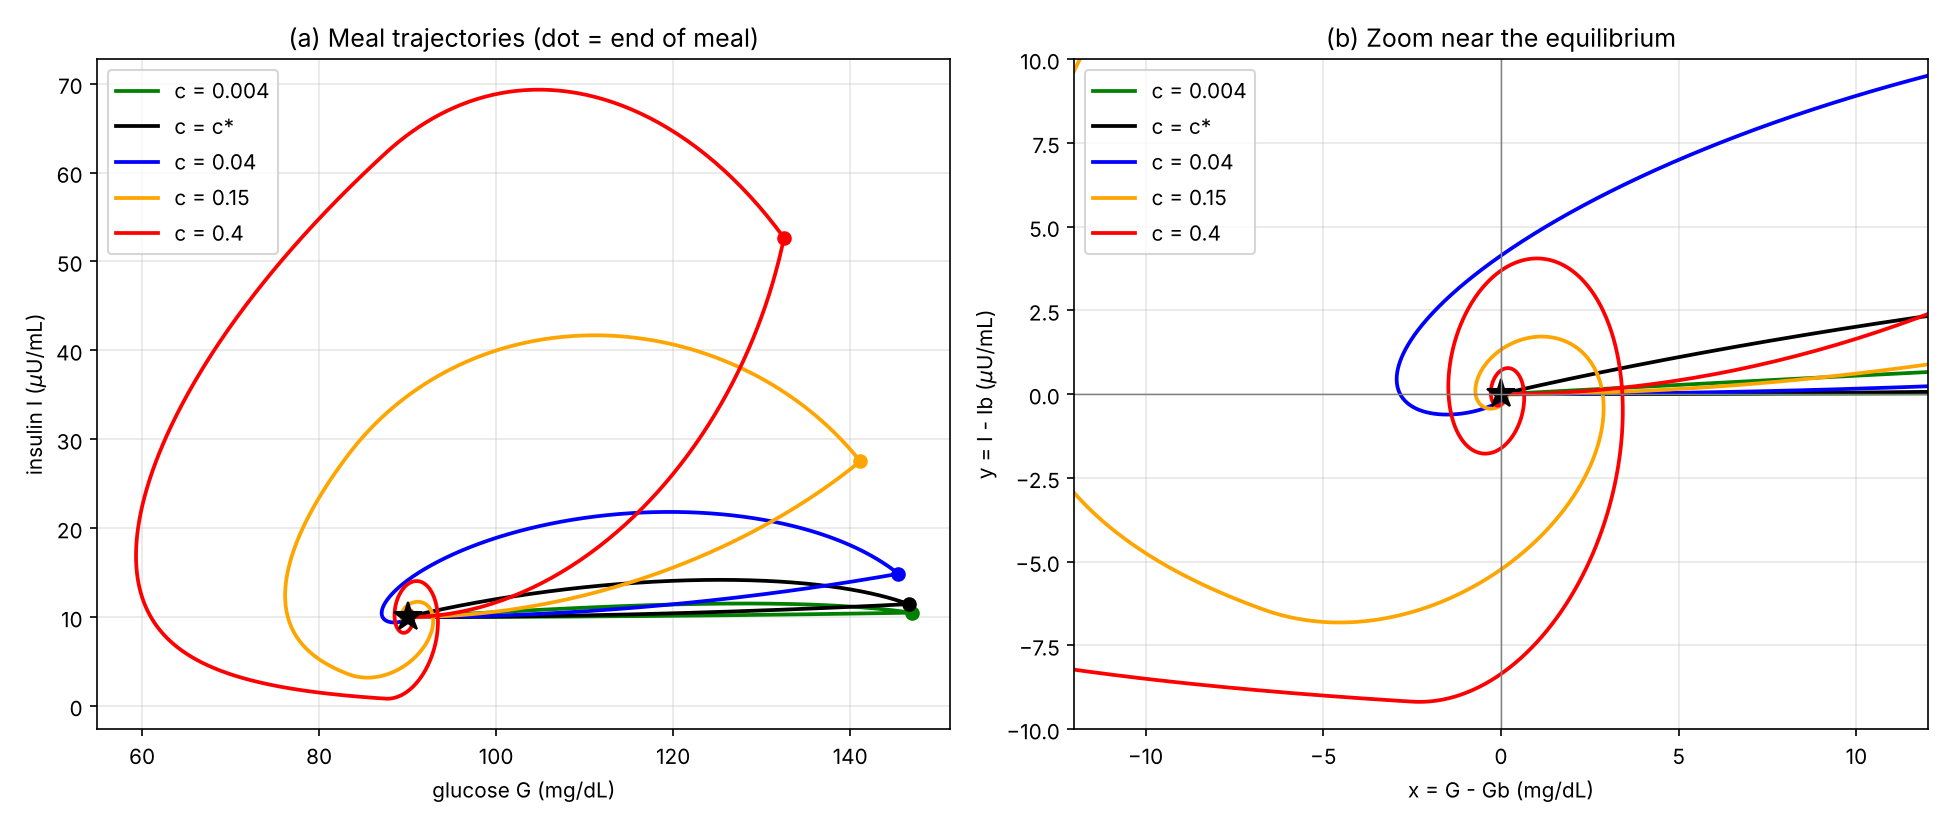 (a) Meal trajectories (dot = end of meal)
c = 0.004
c = c*
c = 0.04
c = 0.15
c = 0.4
70
60
50
40
30
20
10
0
insulin I (μU/mL)
60 80 100 120 140
glucose G (mg/dL)
(b) Zoom near the equilibrium
c = 0.004
c = c*
c = 0.04
c = 0.15
c = 0.4
10.0
7.5
5.0
2.5
0.0
−2.5
−5.0
−7.5
−10.0
y = I - Ib (μU/mL)
−10 −5 0 5 10
x = G - Gb (mg/dL)